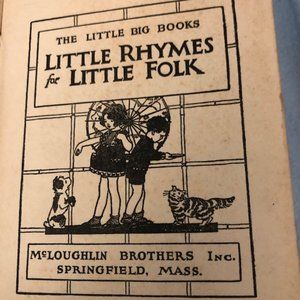 THE LITTLE BIG BOOKS
LITTLE RHYMES
for LITTLE FOLK
McLOUGHLIN BROTHERS INC.
SPRINGFIELD, MASS.